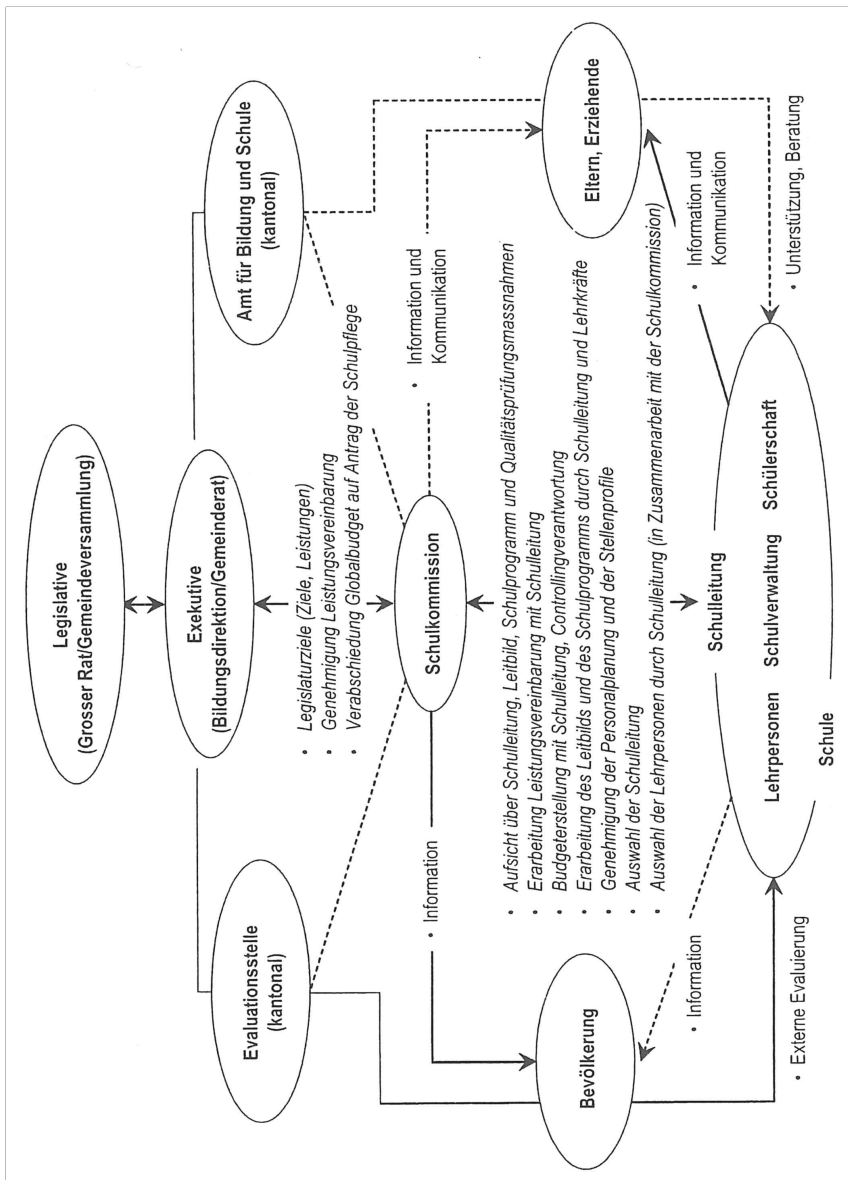 Legislative
(Grosser Rat/Gemeindeversammlung)
Exekutive
(Bildungsdirektion/Gemeinderat)
Evaluationsstelle
(kantonal)
Amt für Bildung und Schule
(kantonal)
• Legislaturziele (Ziele, Leistungen)
• Genehmigung Leistungsvereinbarung
• Verabschiedung Globalbudget auf Antrag der Schulpflege
Schulkommission
• Information
• Information und
Kommunikation
Bevölkerung
Eltern, Erziehende
• Aufsicht über Schulleitung, Leitbild, Schulprogramm und Qualitätsprüfungsmassnahmen
• Erarbeitung Leistungsvereinbarung mit Schulleitung
• Budgeterstellung mit Schulleitung, Controllingverantwortung
• Erarbeitung des Leitbilds und des Schulprogramms durch Schulleitung und Lehrkräfte
• Genehmigung der Personalplanung und der Stellenprofile
• Auswahl der Schulleitung
• Auswahl der Lehrpersonen durch Schulleitung (in Zusammenarbeit mit der Schulkommission)
• Information
• Information und
Kommunikation
Schulleitung
Lehrpersonen Schulverwaltung Schülerschaft
Schule
• Externe Evaluierung
• Unterstützung, Beratung